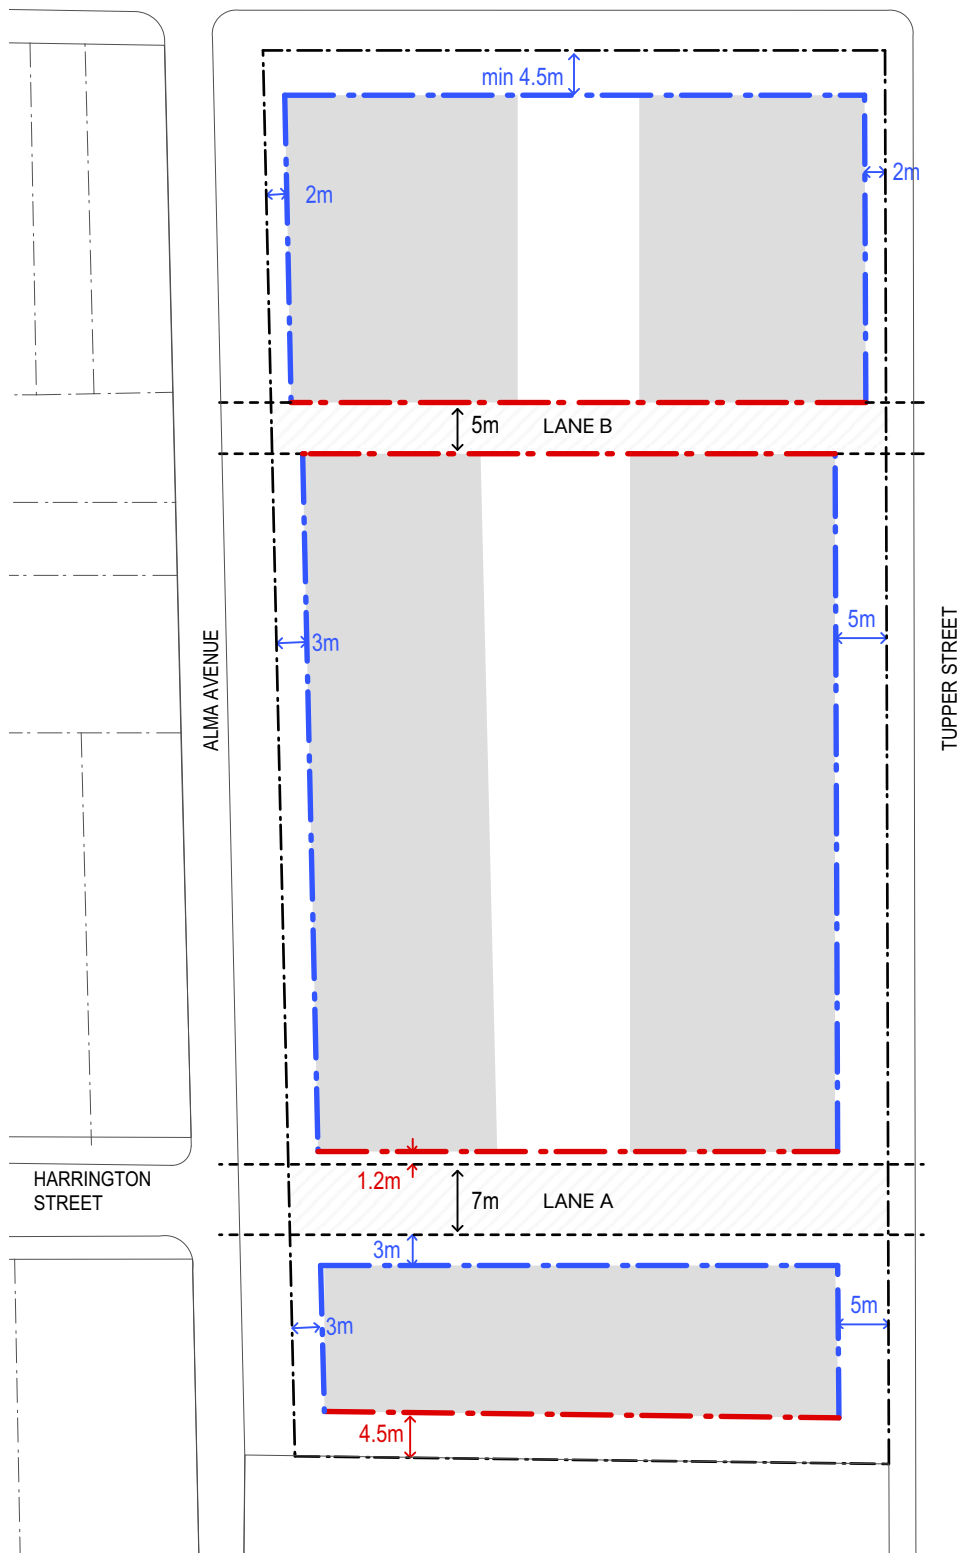 min 4.5m
2m
2m
5m
LANE B
3m
5m
ALMA AVENUE
TUPPER STREET
HARRINGTON
STREET
1.2m
7m
LANE A
3m
3m
5m
4.5m